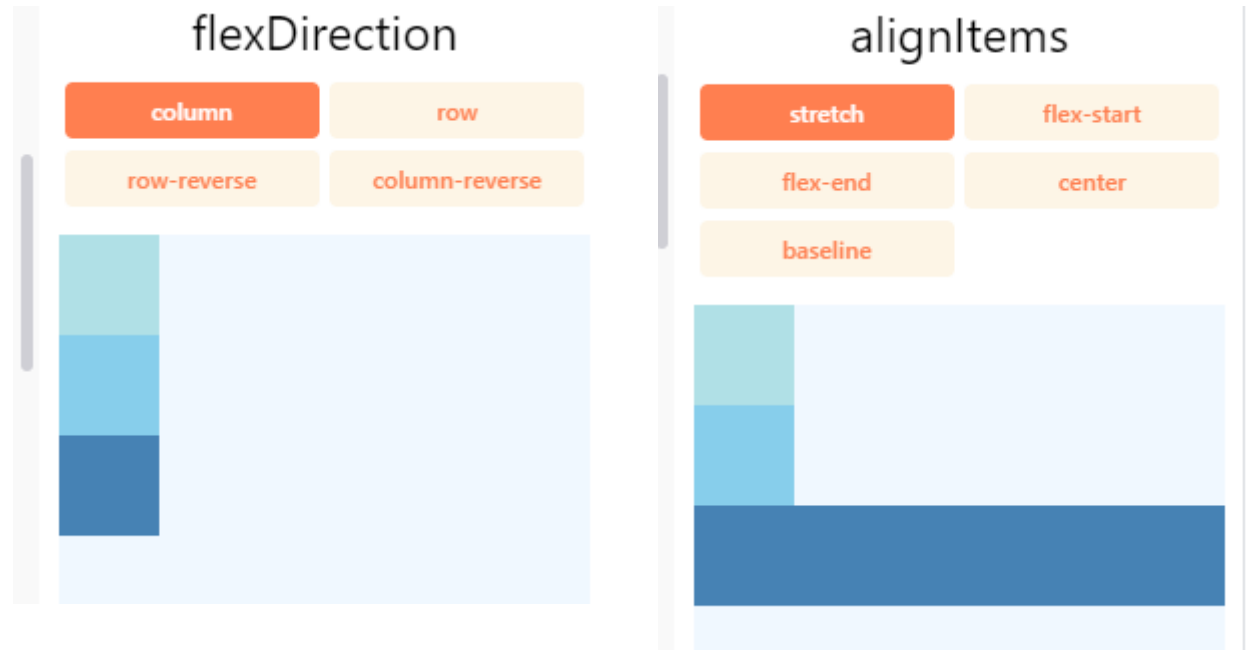 flexDirection
column
row
row-reverse
column-reverse
alignItems
stretch
flex-start
flex-end
center
baseline